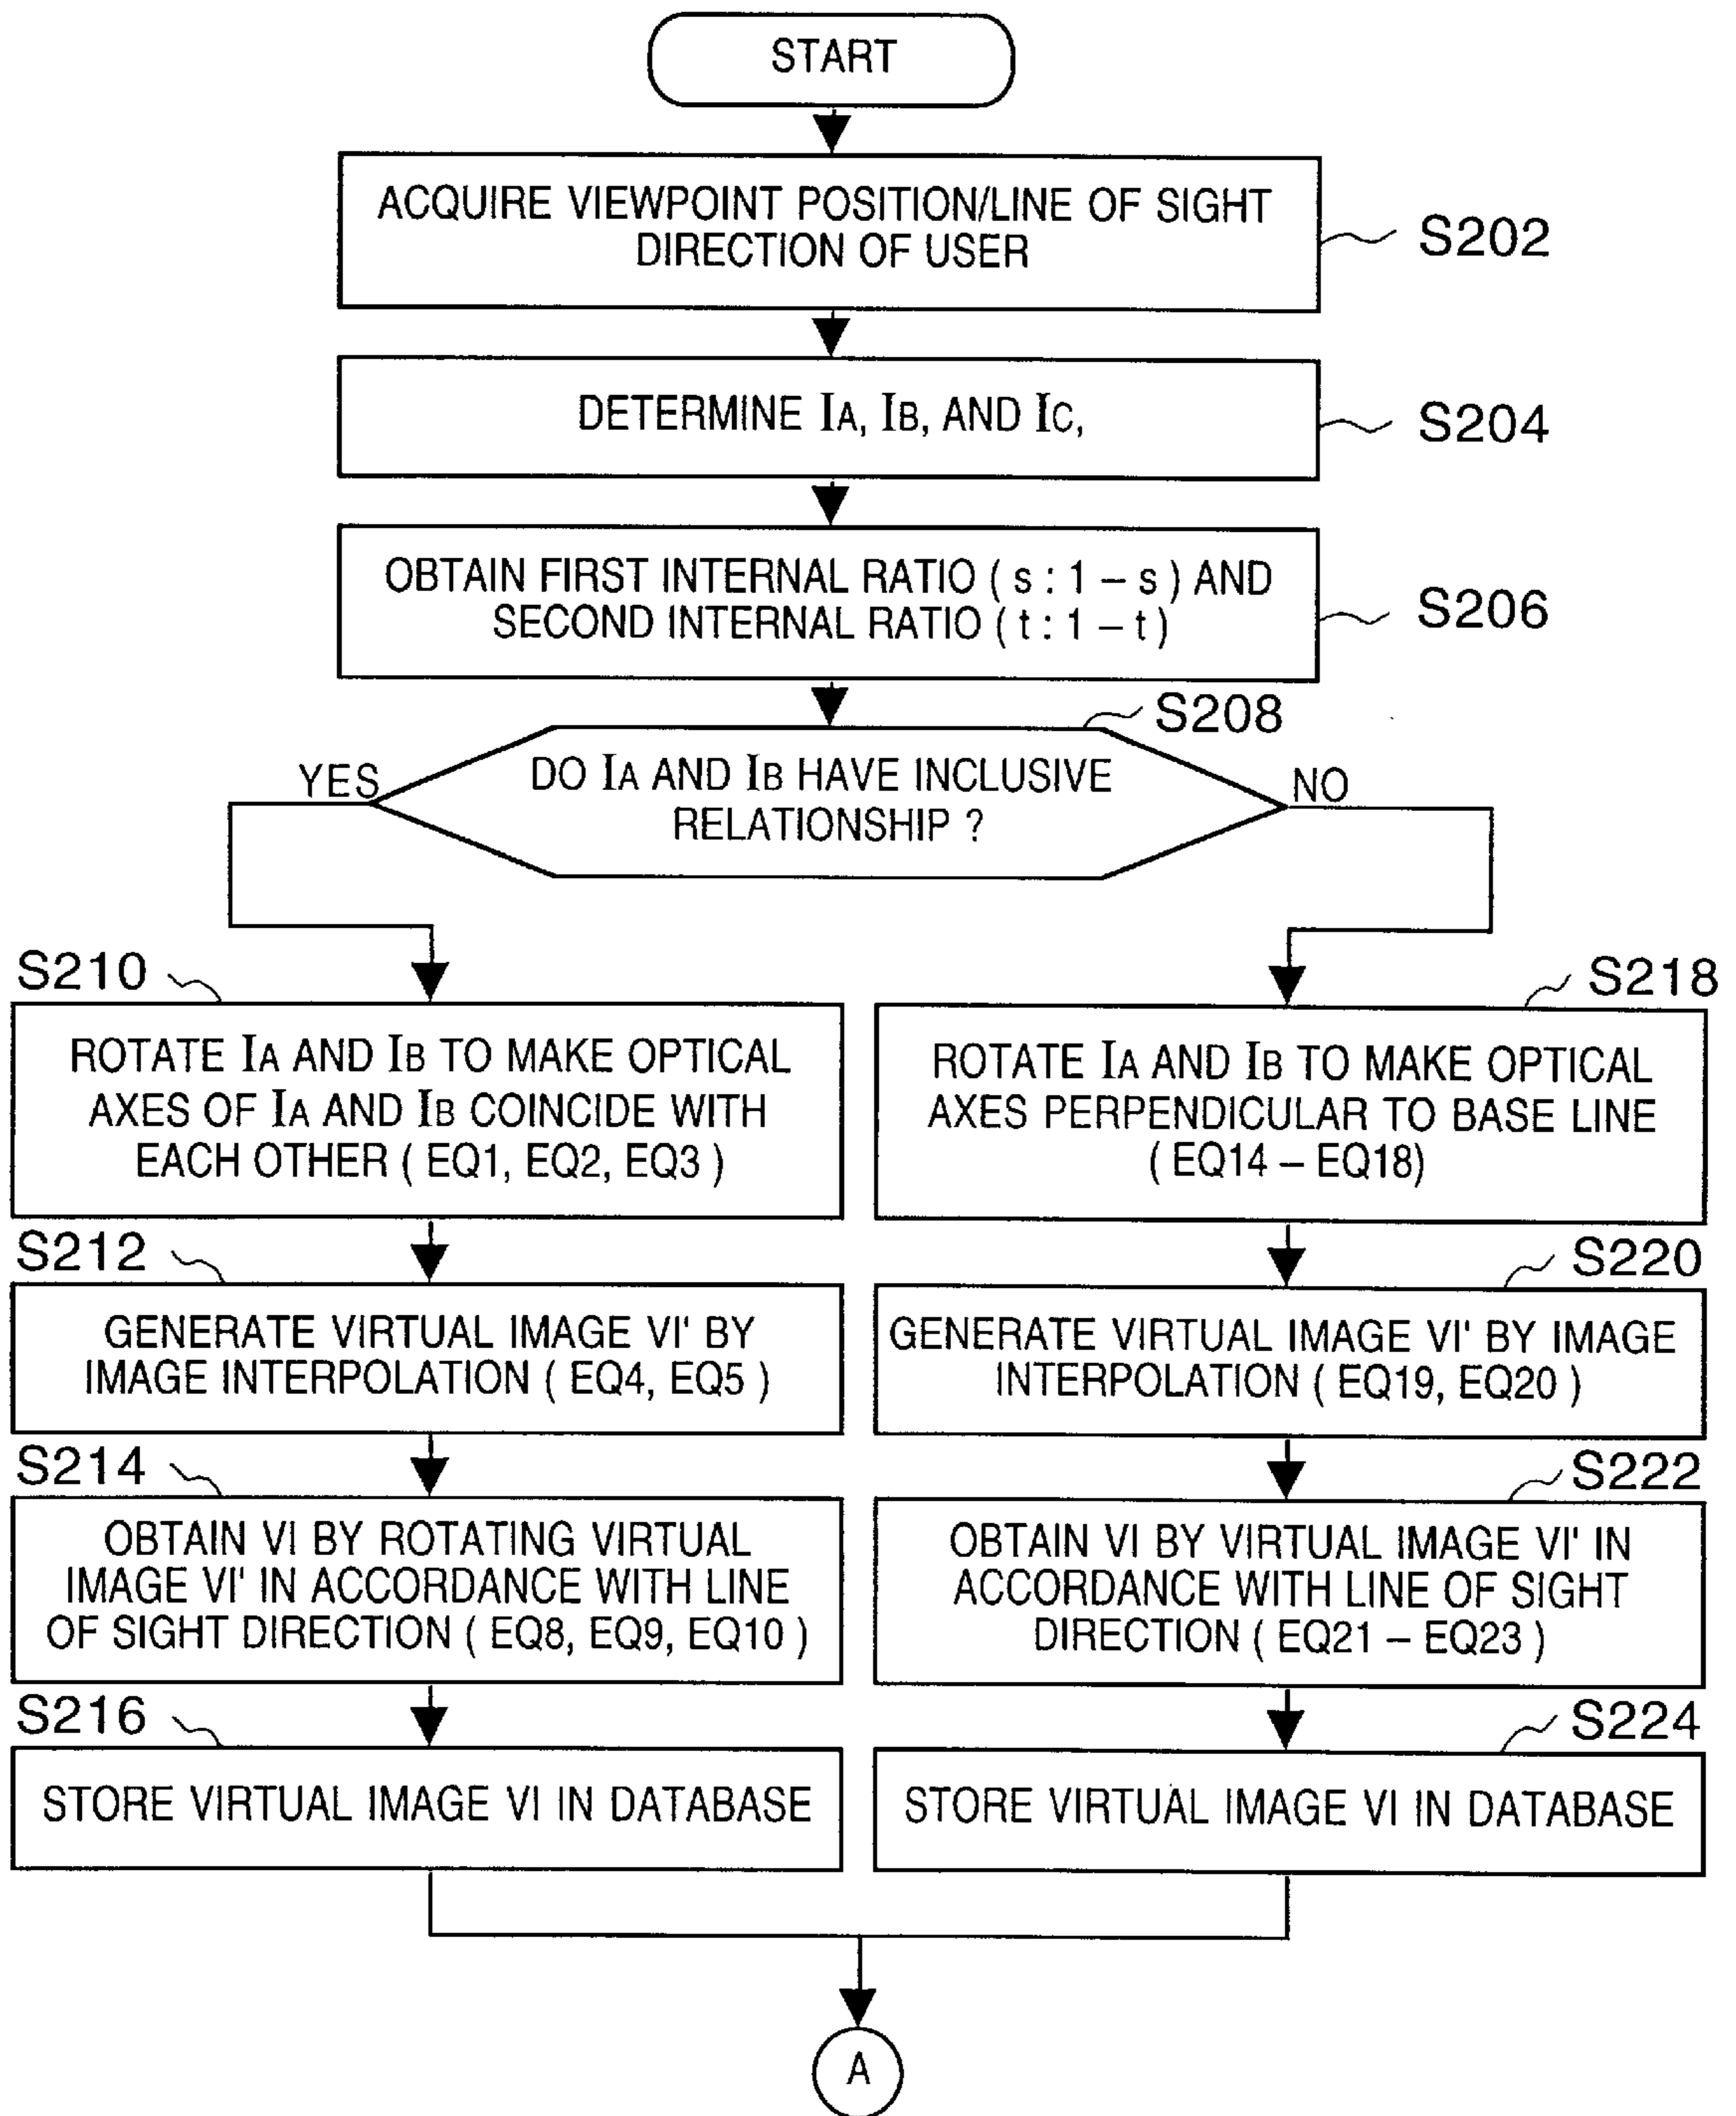 START
ACQUIRE VIEWPOINT POSITION/LINE OF SIGHT
DIRECTION OF USER
S202
DETERMINE IA, IB, AND IC,
S204
OBTAIN FIRST INTERNAL RATIO ( s : 1 – s ) AND
SECOND INTERNAL RATIO ( t : 1 – t )
S206
S208
DO IA AND IB HAVE INCLUSIVE
RELATIONSHIP ?
YES
NO
S210
ROTATE IA AND IB TO MAKE OPTICAL
AXES OF IA AND IB COINCIDE WITH
EACH OTHER ( EQ1, EQ2, EQ3 )
S212
GENERATE VIRTUAL IMAGE VI' BY
IMAGE INTERPOLATION ( EQ4, EQ5 )
S214
OBTAIN VI BY ROTATING VIRTUAL
IMAGE VI' IN ACCORDANCE WITH LINE
OF SIGHT DIRECTION ( EQ8, EQ9, EQ10 )
S216
STORE VIRTUAL IMAGE VI IN DATABASE
S218
ROTATE IA AND IB TO MAKE OPTICAL
AXES PERPENDICULAR TO BASE LINE
( EQ14 – EQ18)
S220
GENERATE VIRTUAL IMAGE VI' BY IMAGE
INTERPOLATION ( EQ19, EQ20 )
S222
OBTAIN VI BY VIRTUAL IMAGE VI' IN
ACCORDANCE WITH LINE OF SIGHT
DIRECTION ( EQ21 – EQ23 )
S224
STORE VIRTUAL IMAGE VI IN DATABASE
A